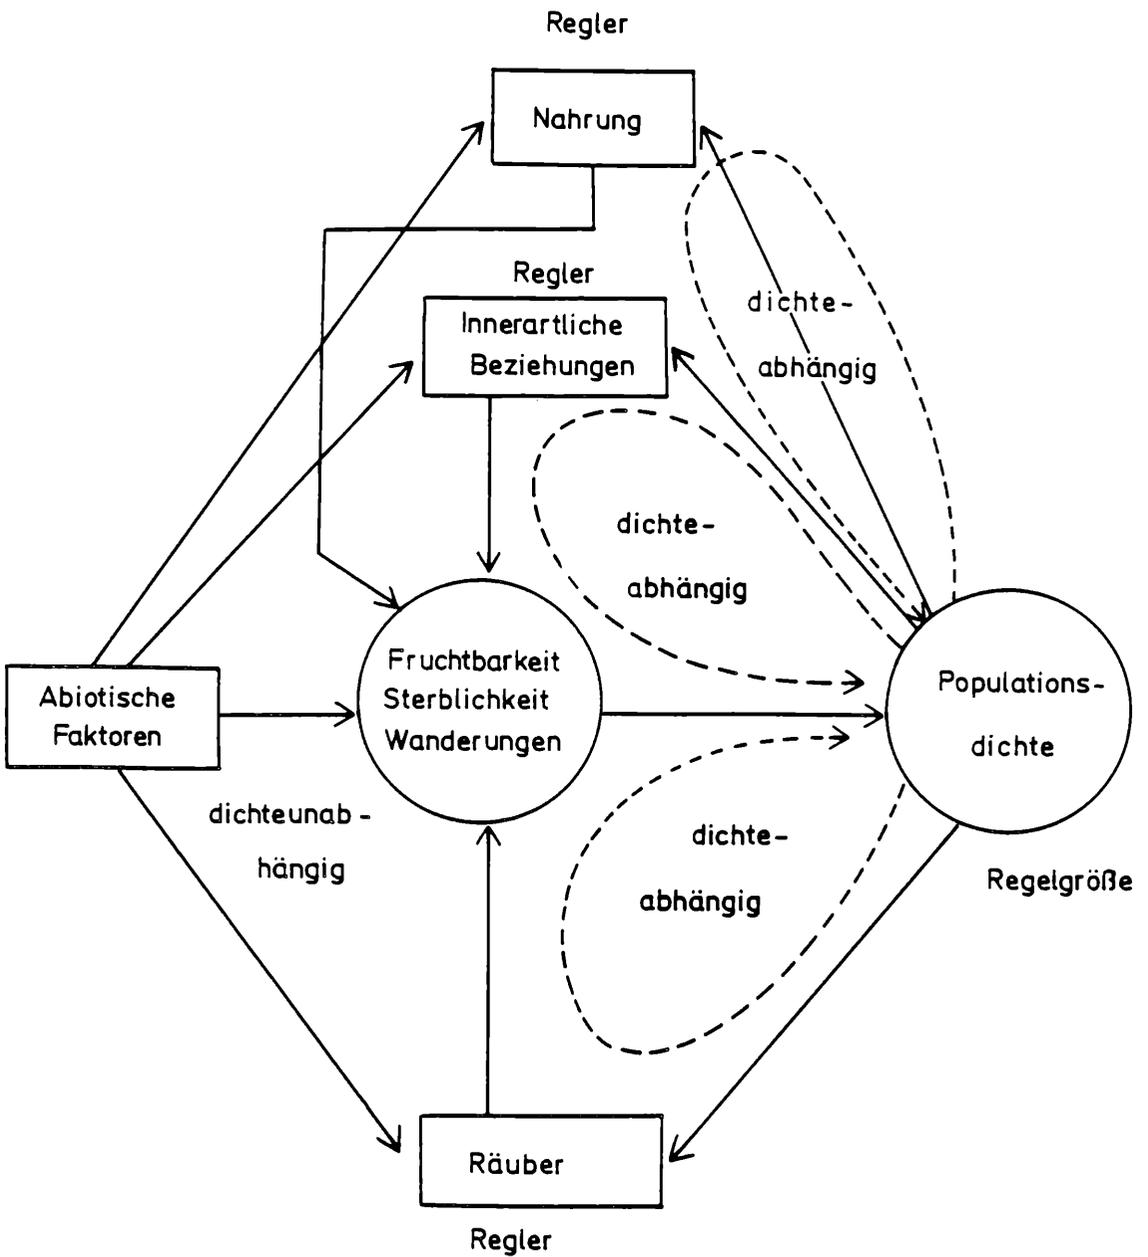 Regler
Nahrung
Regler
Innerartliche
Beziehungen
dichte-
abhängig
dichte-
abhängig
Abiotische
Faktoren
Fruchtbarkeit
Sterblichkeit
Wanderungen
Populations-
dichte
dichteunab-
hängig
dichte-
abhängig
Regelgröße
Räuber
Regler